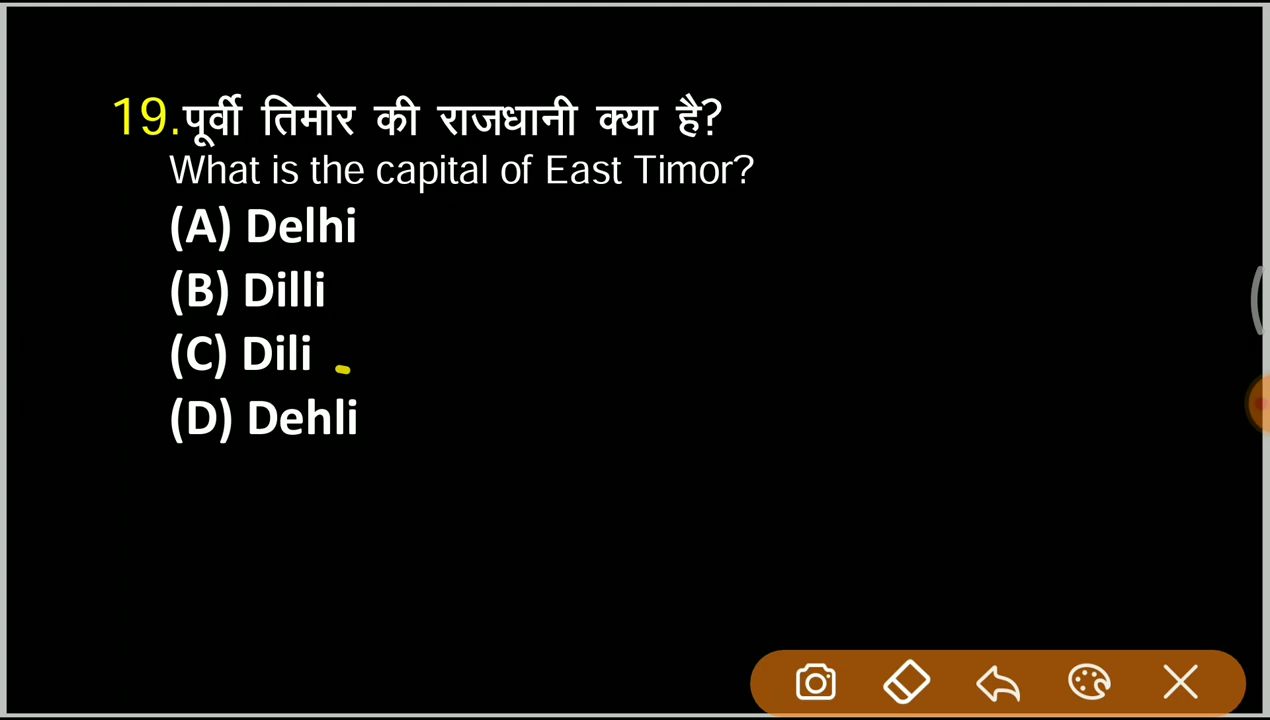 19.पूर्वी तिमोर की राजधानी क्या है?
What is the capital of East Timor?
(A) Delhi
(B) Dilli
(C) Dili
(D) Dehli